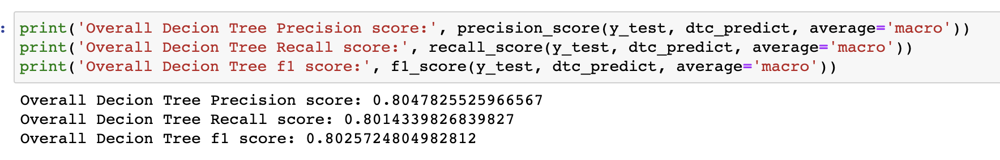 : print('Overall Decion Tree Precision score:', precision_score(y_test, dtc_predict, average='macro'))
print('Overall Decion Tree Recall score:', recall_score(y_test, dtc_predict, average='macro'))
print('Overall Decion Tree f1 score:', f1_score(y_test, dtc_predict, average='macro'))
Overall Decion Tree Precision score: 0.8047825525966567
Overall Decion Tree Recall score: 0.8014339826839827
Overall Decion Tree f1 score: 0.8025724804982812